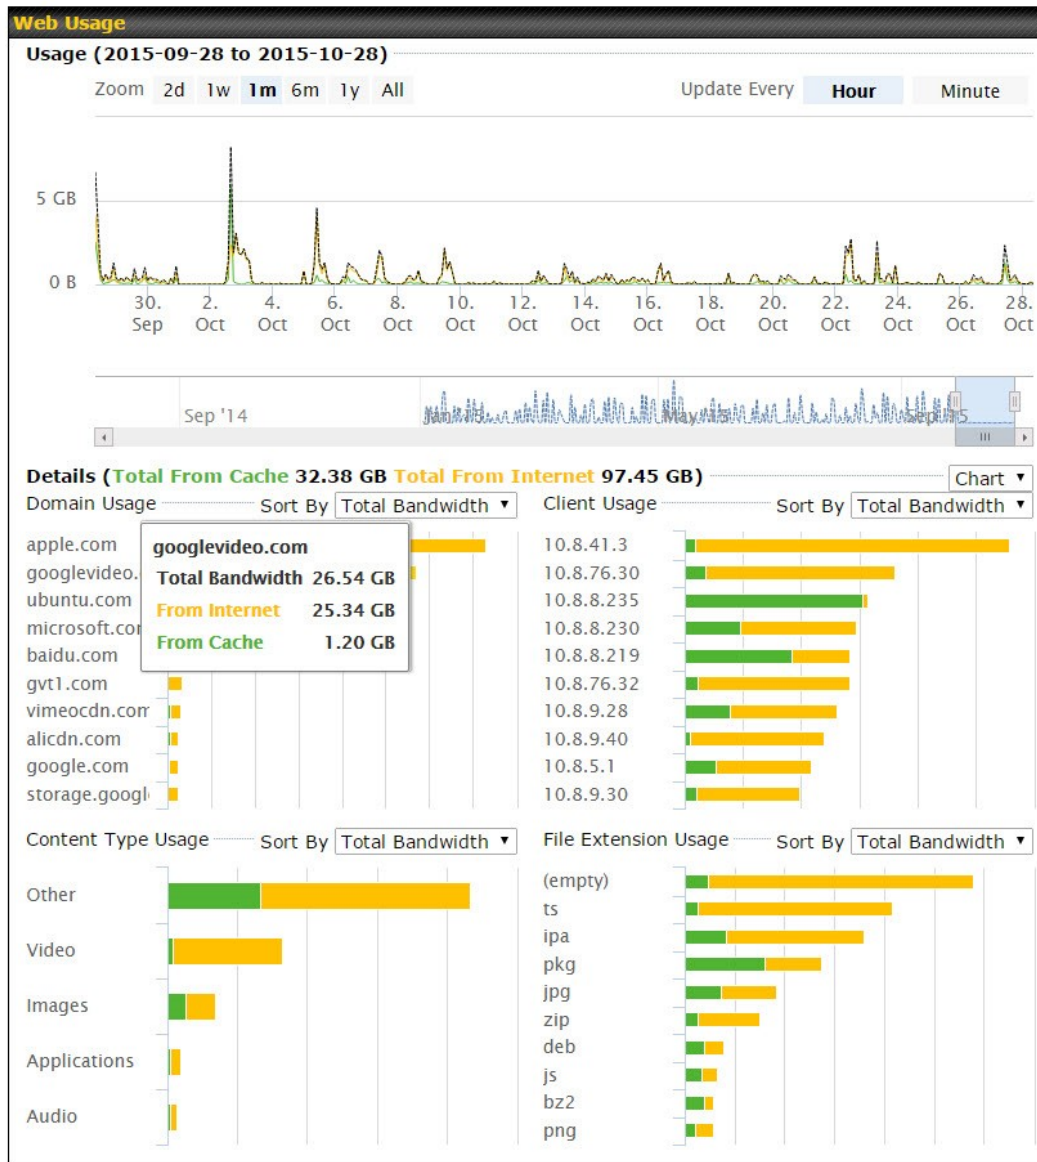 Web Usage
Usage (2015-09-28 to 2015-10-28)
Zoom 2d 1w 1m 6m 1y All Update Every Hour Minute
5 GB
0 B
30. Sep 2. Oct 4. Oct 6. Oct 8. Oct 10. Oct 12. Oct 14. Oct 16. Oct 18. Oct 20. Oct 22. Oct 24. Oct 26. Oct 28. Oct
Sep '14 Jan '15 May '15 Sep '15
Details (Total From Cache 32.38 GB Total From Internet 97.45 GB) Chart
Domain Usage Sort By Total Bandwidth
apple.com
googlevideo.
ubuntu.com
microsoft.com
baidu.com
gvt1.com
vimeocdn.com
alicdn.com
google.com
storage.googl
googlevideo.com
Total Bandwidth 26.54 GB
From Internet 25.34 GB
From Cache 1.20 GB
Client Usage Sort By Total Bandwidth
10.8.41.3
10.8.76.30
10.8.8.235
10.8.8.230
10.8.8.219
10.8.76.32
10.8.9.28
10.8.9.40
10.8.5.1
10.8.9.30
Content Type Usage Sort By Total Bandwidth
Other
Video
Images
Applications
Audio
File Extension Usage Sort By Total Bandwidth
(empty)
ts
ipa
pkg
jpg
zip
deb
js
bz2
png